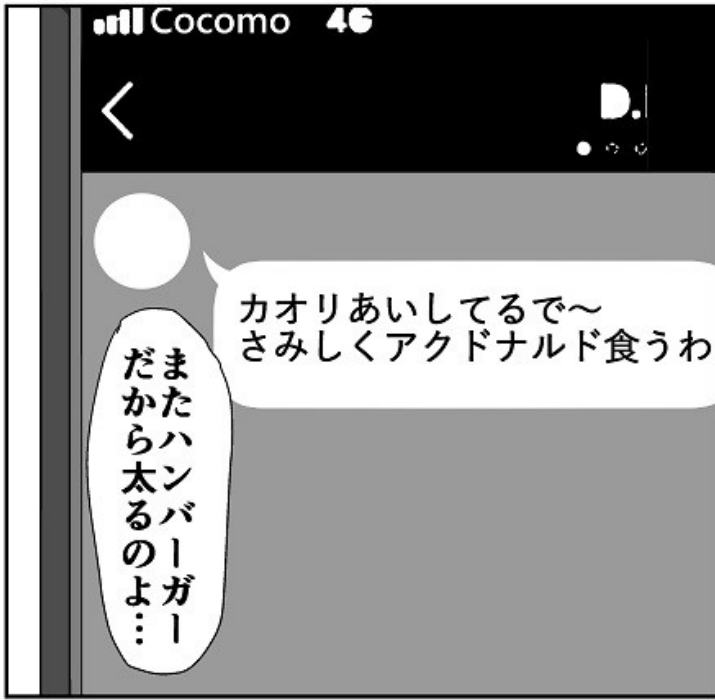 Cocomo 4G
D.
カオリあいしてるで〜
さみしくアクドナルド食うわ
またハンバーガー
だから太るのよ…